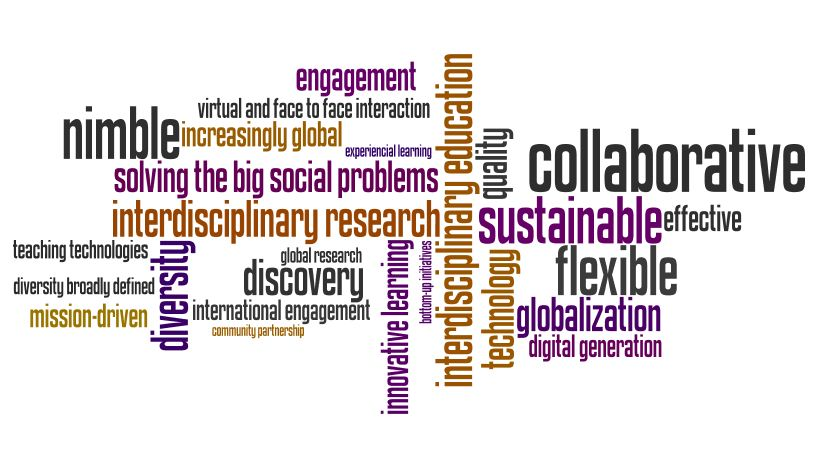 engagement
virtual and face to face interaction
nimble
increasingly global
experiencial learning
solving the big social problems
interdisciplinary research
interdisciplinary education
quality
collaborative
sustainable
effective
teaching technologies
diversity
global research
discovery
diversity broadly defined
international engagement
mission-driven
community partnership
innovative learning
bottom-up initiatives
technology
flexible
globalization
digital generation